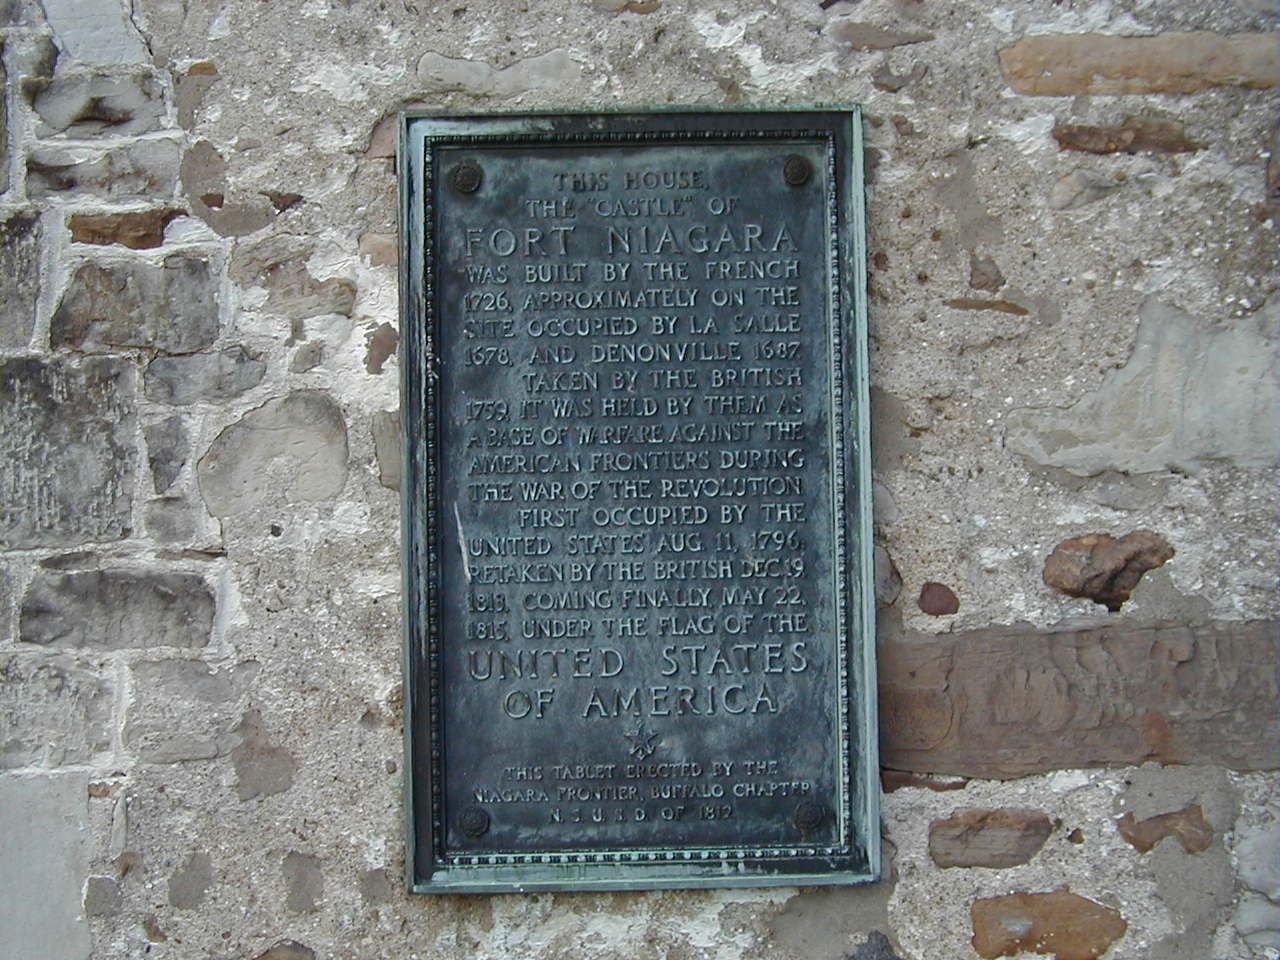 THIS HOUSE,
THE "CASTLE" OF
FORT NIAGARA
WAS BUILT BY THE FRENCH
1726, APPROXIMATELY ON THE
SITE OCCUPIED BY LA SALLE
1678, AND DENONVILLE 1687.
TAKEN BY THE BRITISH
1759, IT WAS HELD BY THEM AS
A BASE OF WARFARE AGAINST THE
AMERICAN FRONTIERS DURING
THE WAR OF THE REVOLUTION
FIRST OCCUPIED BY THE
UNITED STATES AUG. 11, 1796,
RETAKEN BY THE BRITISH DEC. 19
1813, COMING FINALLY MAY 22,
1815, UNDER THE FLAG OF THE
UNITED STATES
OF AMERICA
THIS TABLET ERECTED BY THE
NIAGARA FRONTIER, BUFFALO CHAPTER
N. S. U. S. D. OF 1812